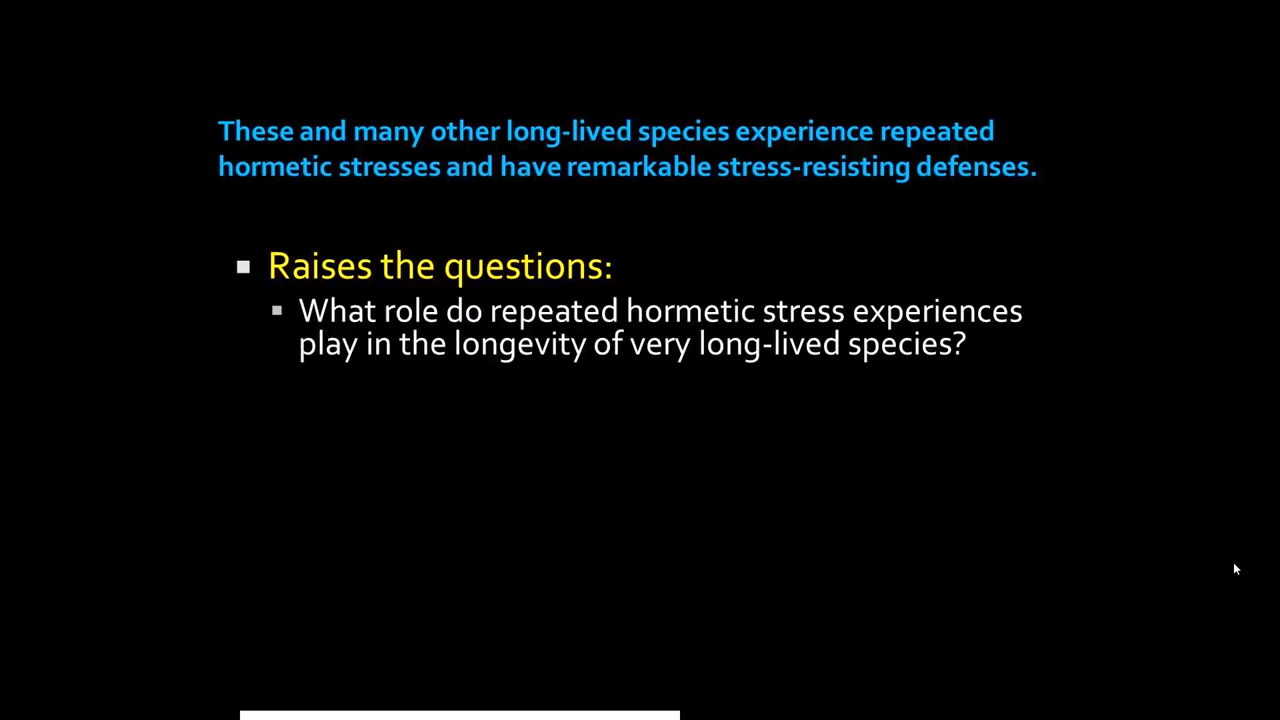 These and many other long-lived species experience repeated
hormetic stresses and have remarkable stress-resisting defenses.
Raises the questions:
What role do repeated hormetic stress experiences
play in the longevity of very long-lived species?